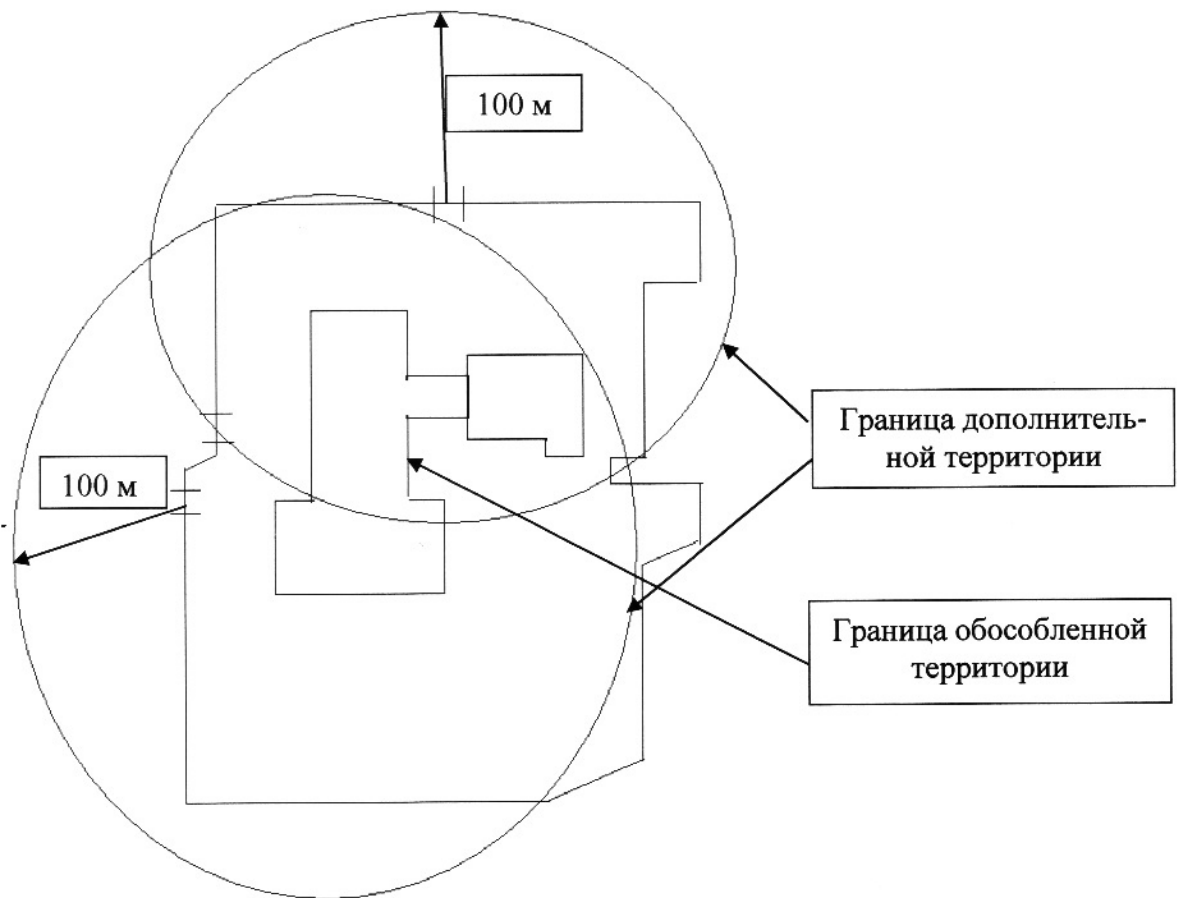 100 м
Граница дополнитель-
ной территории
100 м
Граница обособленной
территории